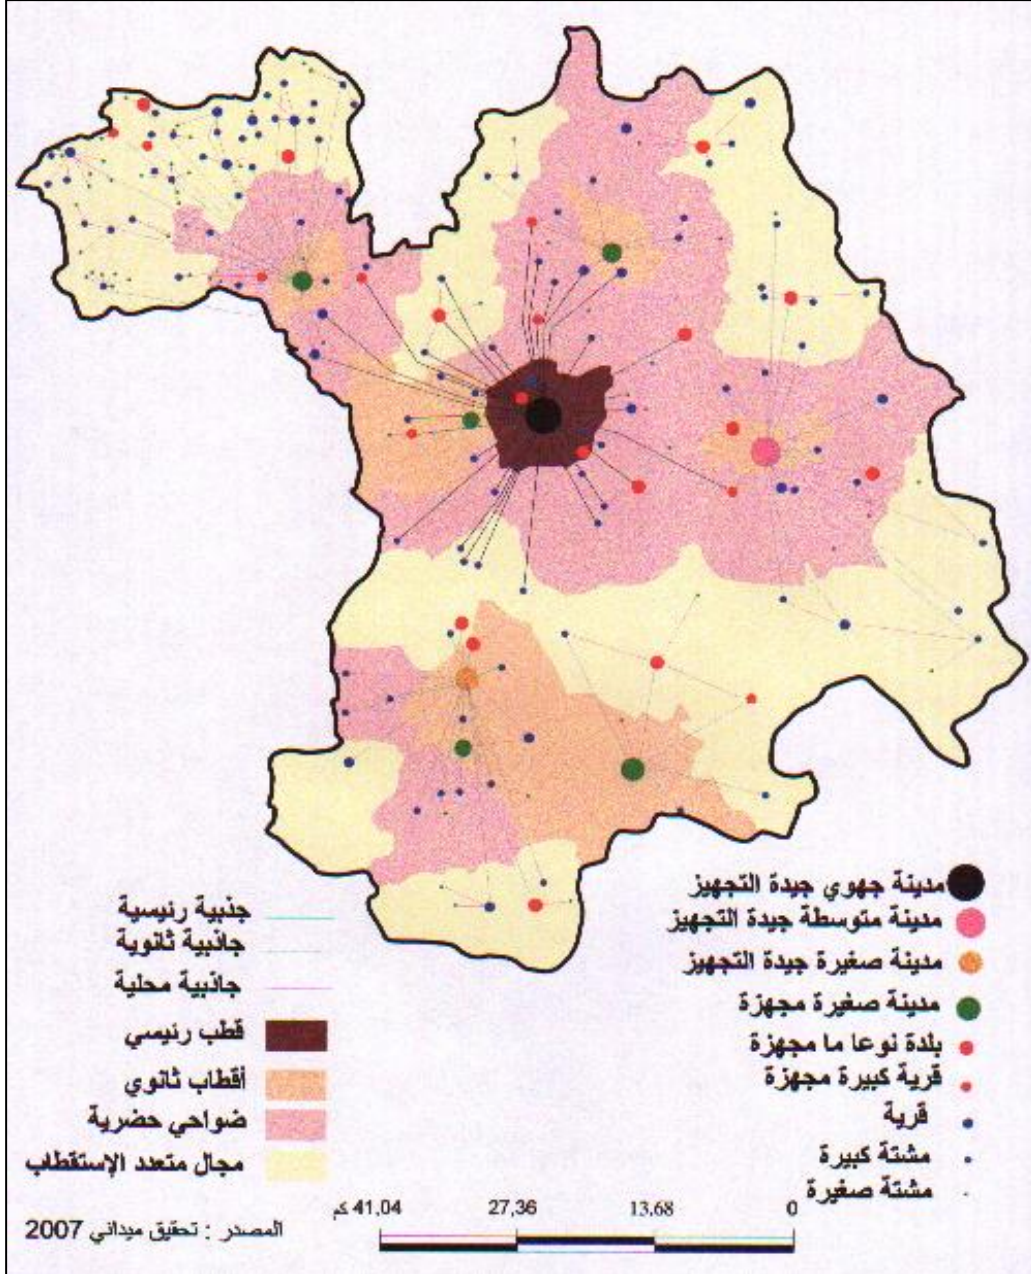 مدينة جهوي جيدة التجهيز
مدينة متوسطة جيدة التجهيز
مدينة صغيرة جيدة التجهيز
مدينة صغيرة مجهزة
بلدة نوعا ما مجهزة
قرية كبيرة مجهزة
قرية
مشتة كبيرة
مشتة صغيرة
جذبية رئيسية
جاذبية ثانوية
جاذبية محلية
قطب رئيسي
أقطاب ثانوي
ضواحي حضرية
مجال متعدد الإستقطاب
0 13.68 27.36 41.04 كم
المصدر : تحقيق ميداني 2007